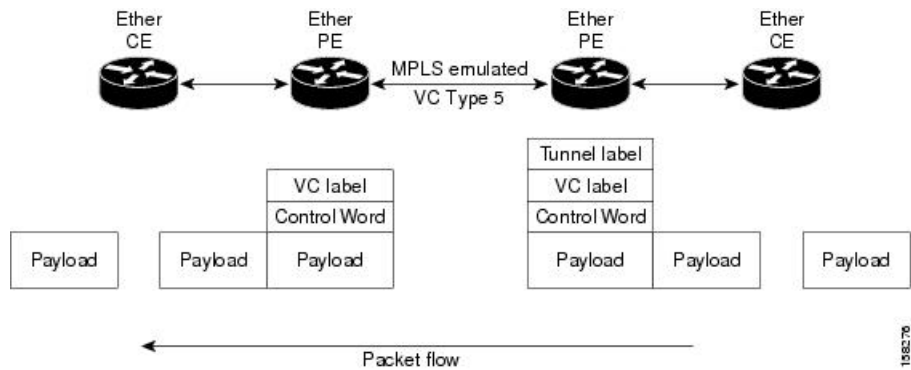 Ether
CE
Ether
PE
Ether
PE
Ether
CE
MPLS emulated
VC Type 5
Tunnel label
VC label
VC label
Control Word
Control Word
Payload
Payload
Payload
Payload
Payload
Payload
Packet flow
158276